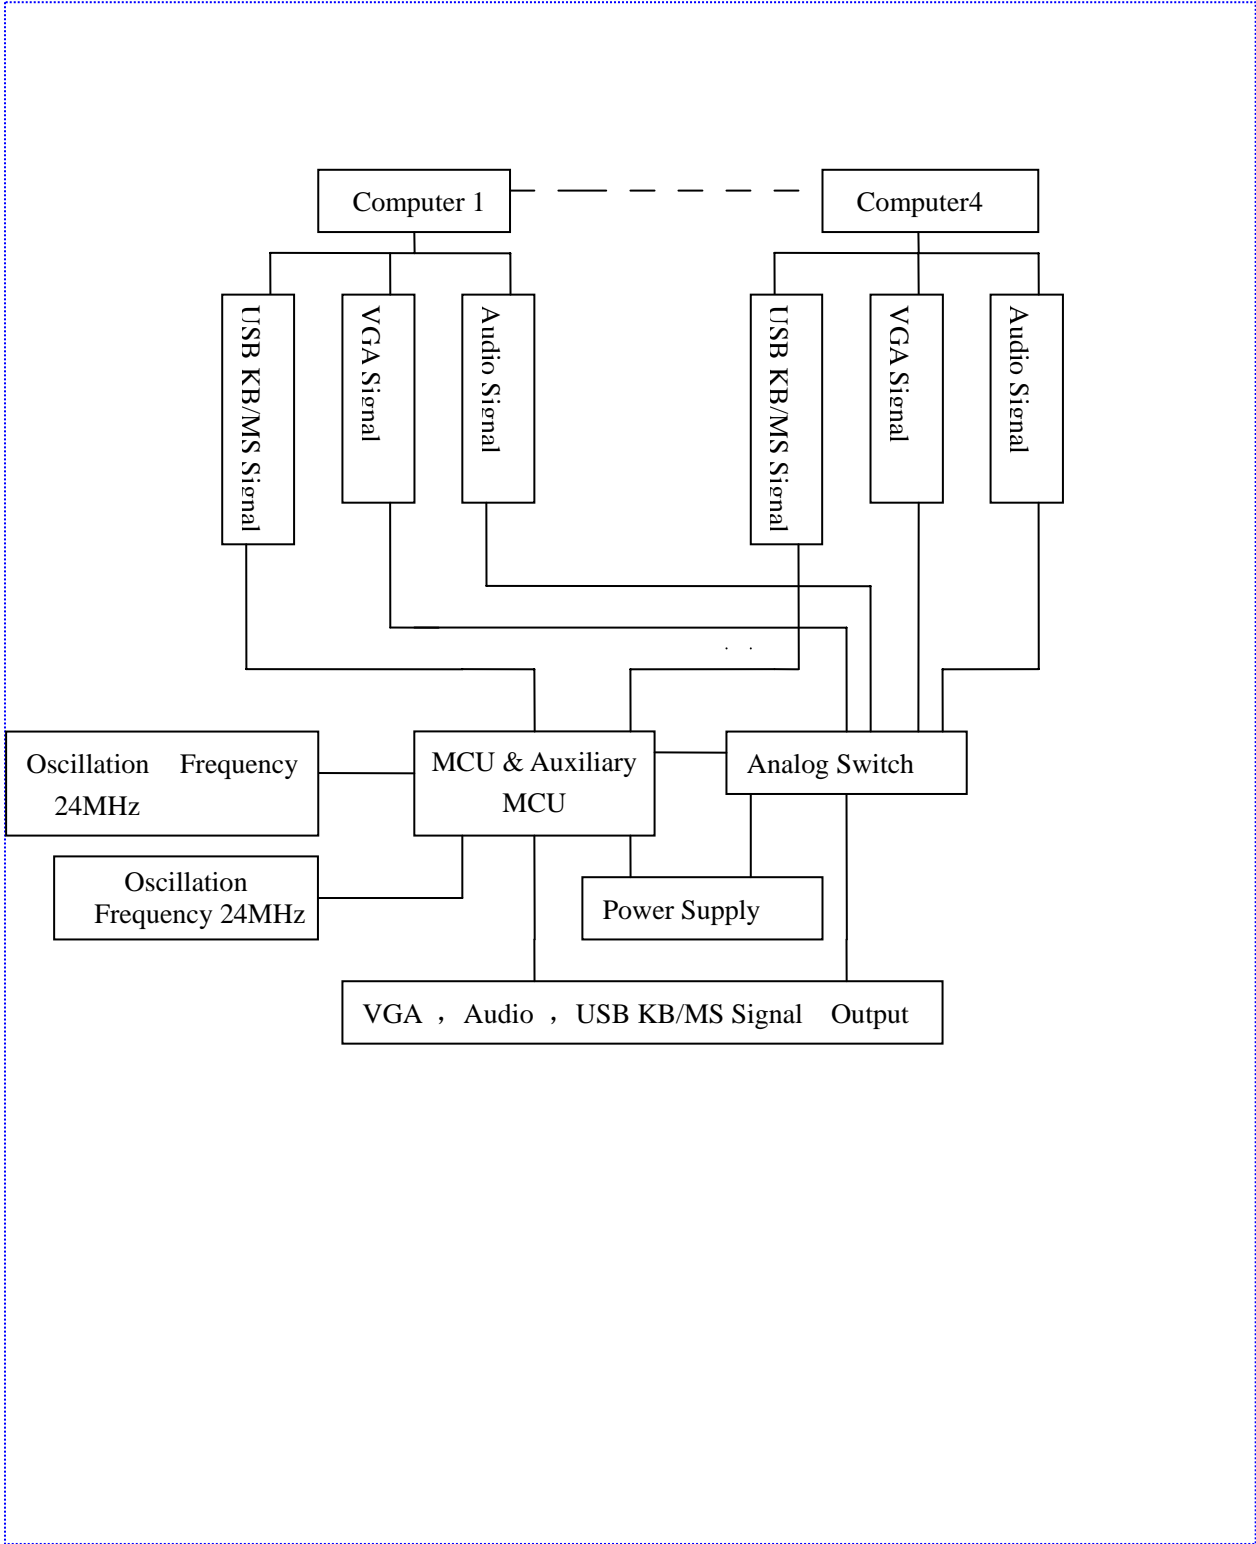 Computer 1
Computer4
USB KB/MS Signal
VGA Signal
Audio Signal
USB KB/MS Signal
VGA Signal
Audio Signal
Oscillation Frequency
24MHz
MCU & Auxiliary
MCU
Analog Switch
Oscillation
Frequency 24MHz
Power Supply
VGA ，Audio ，USB KB/MS Signal Output